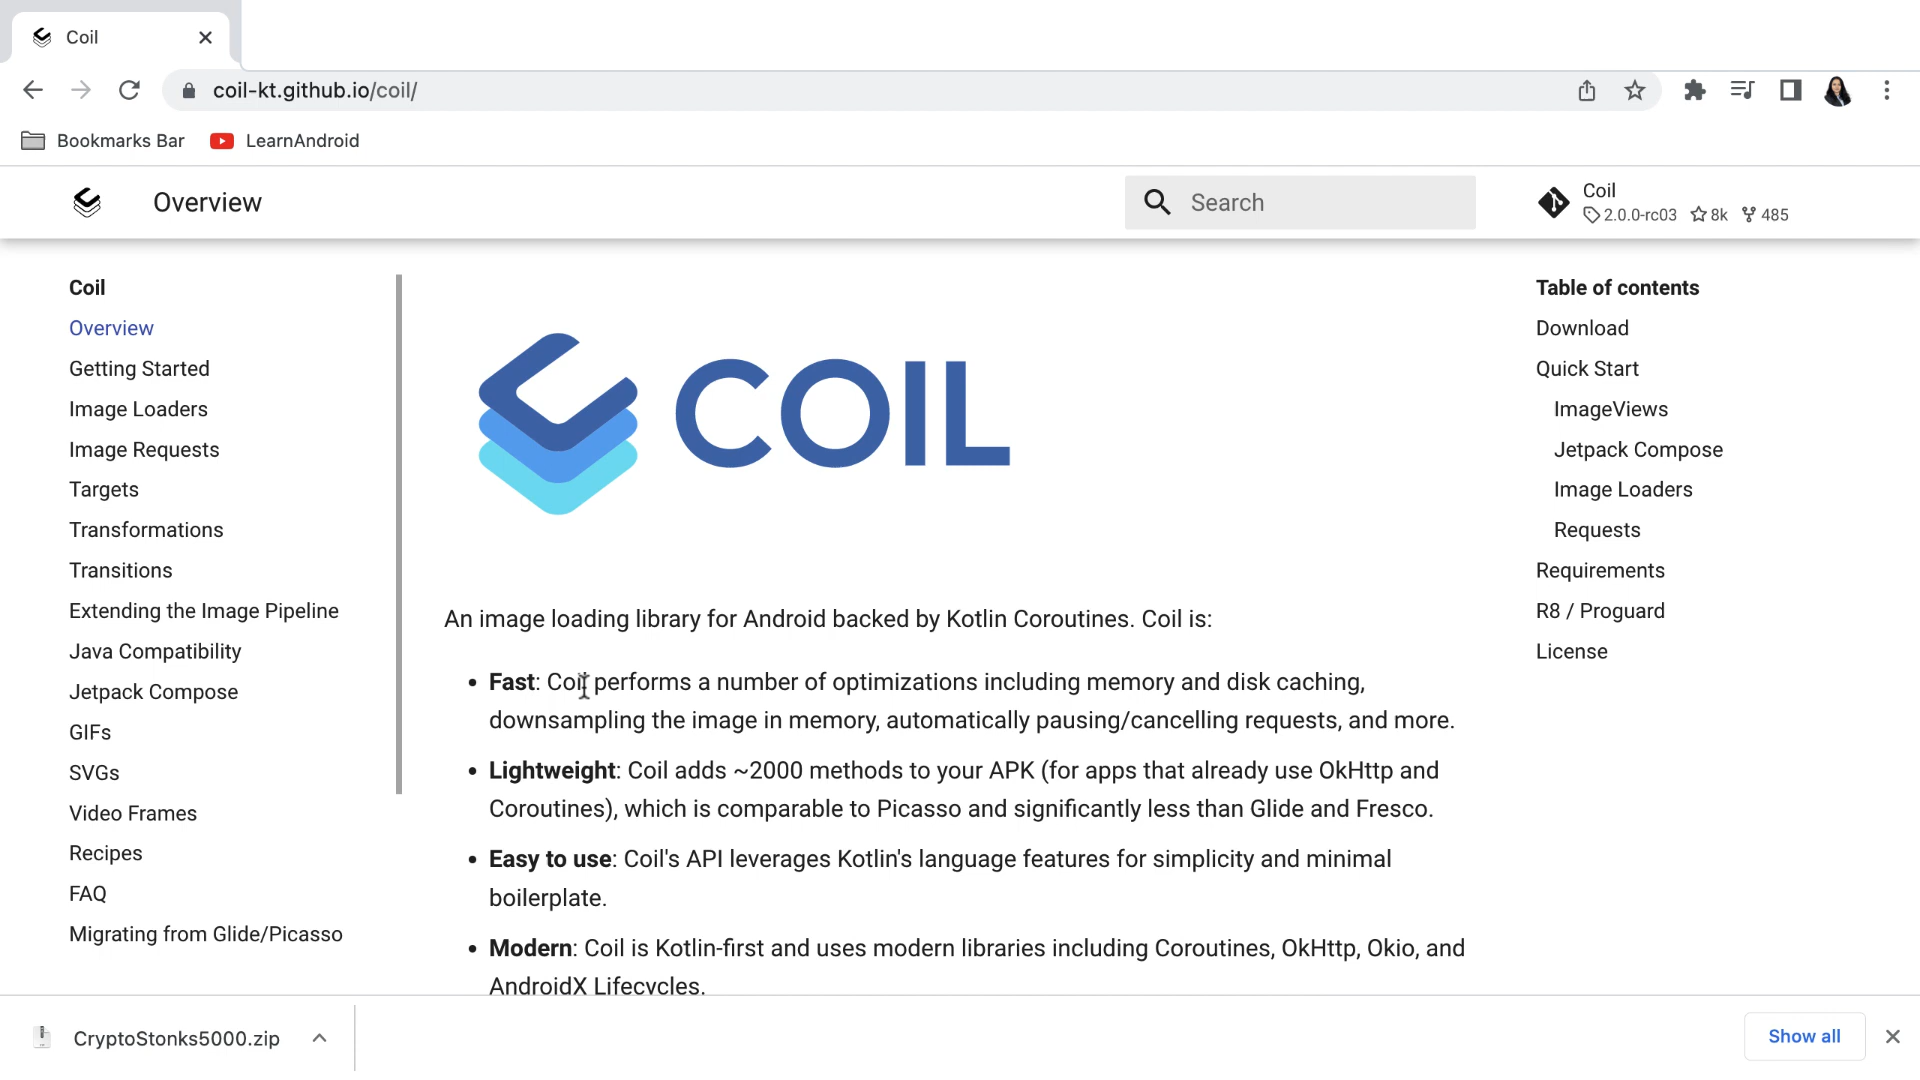 Coil
coil-kt.github.io/coil/
Bookmarks Bar
LearnAndroid
Overview
Search
Coil
2.0.0-rc03 8k 485
Coil
Overview
Getting Started
Image Loaders
Image Requests
Targets
Transformations
Transitions
Extending the Image Pipeline
Java Compatibility
Jetpack Compose
GIFs
SVGs
Video Frames
Recipes
FAQ
Migrating from Glide/Picasso
COIL
An image loading library for Android backed by Kotlin Coroutines. Coil is:
• Fast: Coil performs a number of optimizations including memory and disk caching,
downsampling the image in memory, automatically pausing/cancelling requests, and more.
• Lightweight: Coil adds ~2000 methods to your APK (for apps that already use OkHttp and
Coroutines), which is comparable to Picasso and significantly less than Glide and Fresco.
• Easy to use: Coil's API leverages Kotlin's language features for simplicity and minimal
boilerplate.
• Modern: Coil is Kotlin-first and uses modern libraries including Coroutines, OkHttp, Okio, and
AndroidX Lifecycles.
Table of contents
Download
Quick Start
ImageViews
Jetpack Compose
Image Loaders
Requests
Requirements
R8 / Proguard
License
CryptoStonks5000.zip
Show all